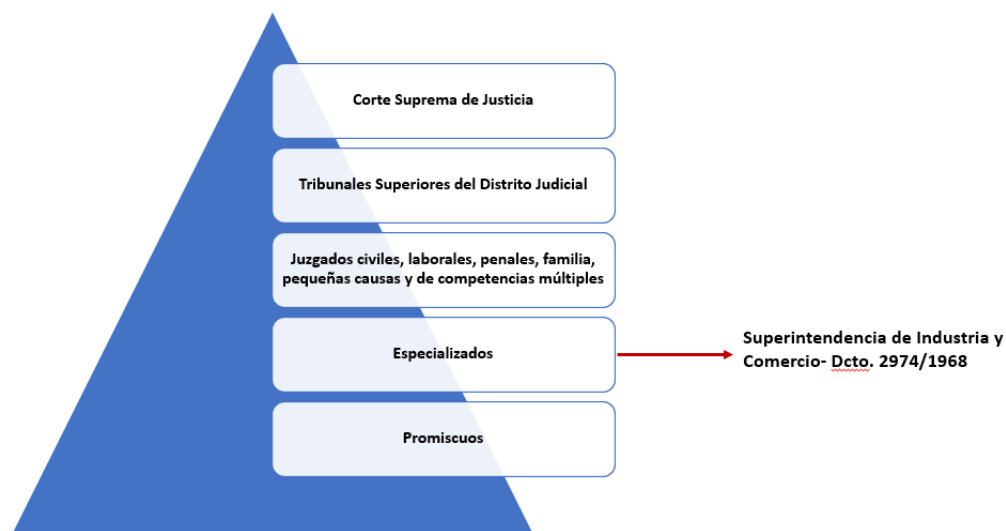 Corte Suprema de Justicia
Tribunales Superiores del Distrito Judicial
Juzgados civiles, laborales, penales, familia,
pequeñas causas y de competencias múltiples
Especializados
Superintendencia de Industria y
Comercio- Dcto. 2974/1968
Promiscuos